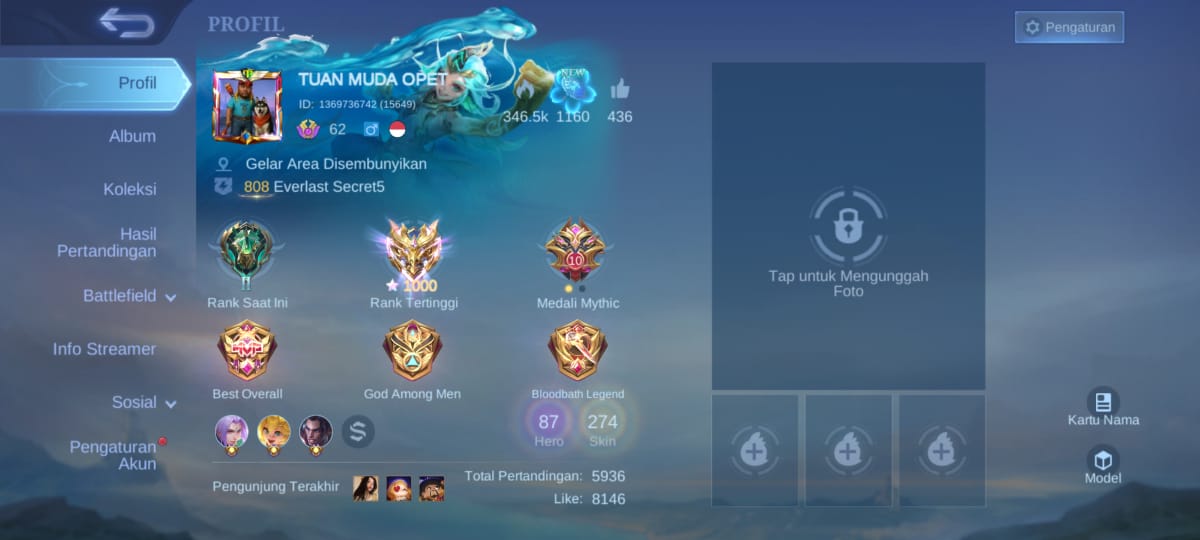 PROFIL
Pengaturan
Profil
Album
Koleksi
Hasil
Pertandingan
Battlefield
Info Streamer
Sosial
Pengaturan
Akun
TUAN MUDA OPET
ID: 1369736742 (15649)
62
NEW
346.5k 1160 436
Gelar Area Disembunyikan
808 Everlast Secret5
II
1000
10
Rank Saat Ini
Rank Tertinggi
Medali Mythic
MVP
Best Overall
God Among Men
Bloodbath Legend
87
Hero
274
Skin
Pengunjung Terakhir
Total Pertandingan: 5936
Like: 8146
Tap untuk Mengunggah
Foto
Kartu Nama
Model